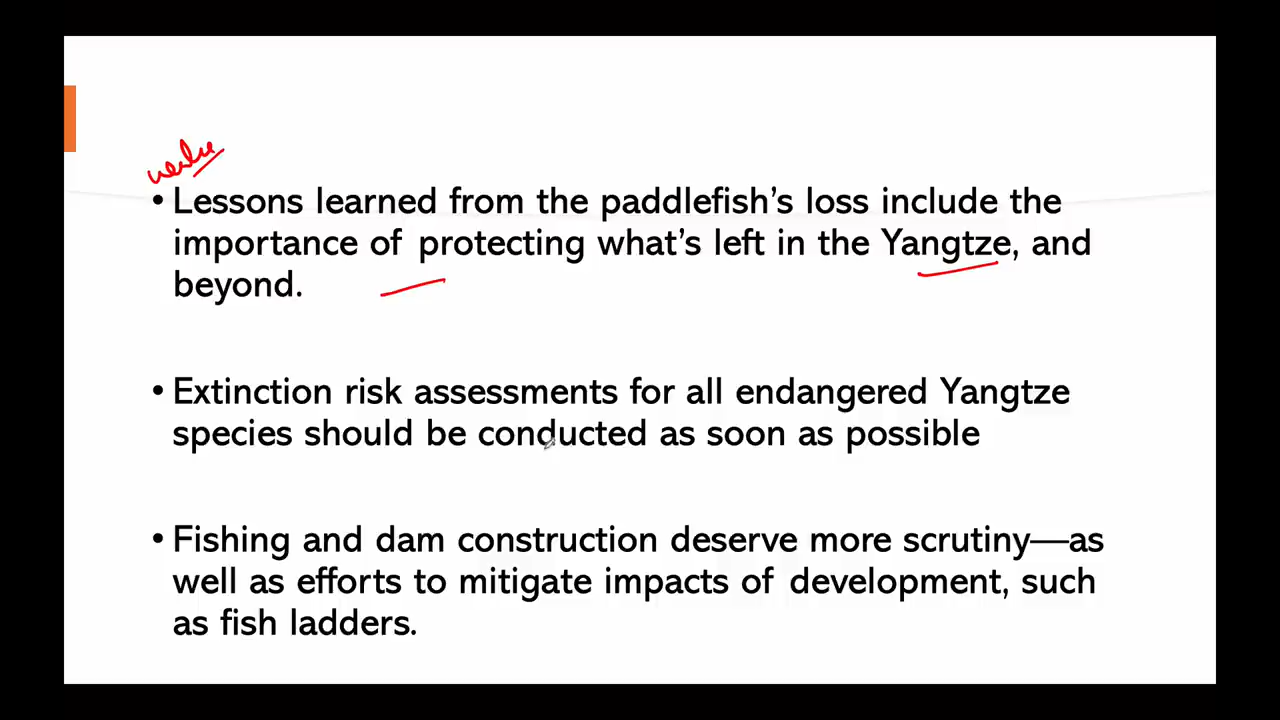 • Lessons learned from the paddlefish's loss include the
importance of protecting what's left in the Yangtze, and
beyond.
• Extinction risk assessments for all endangered Yangtze
species should be conducted as soon as possible
• Fishing and dam construction deserve more scrutiny—as
well as efforts to mitigate impacts of development, such
as fish ladders.